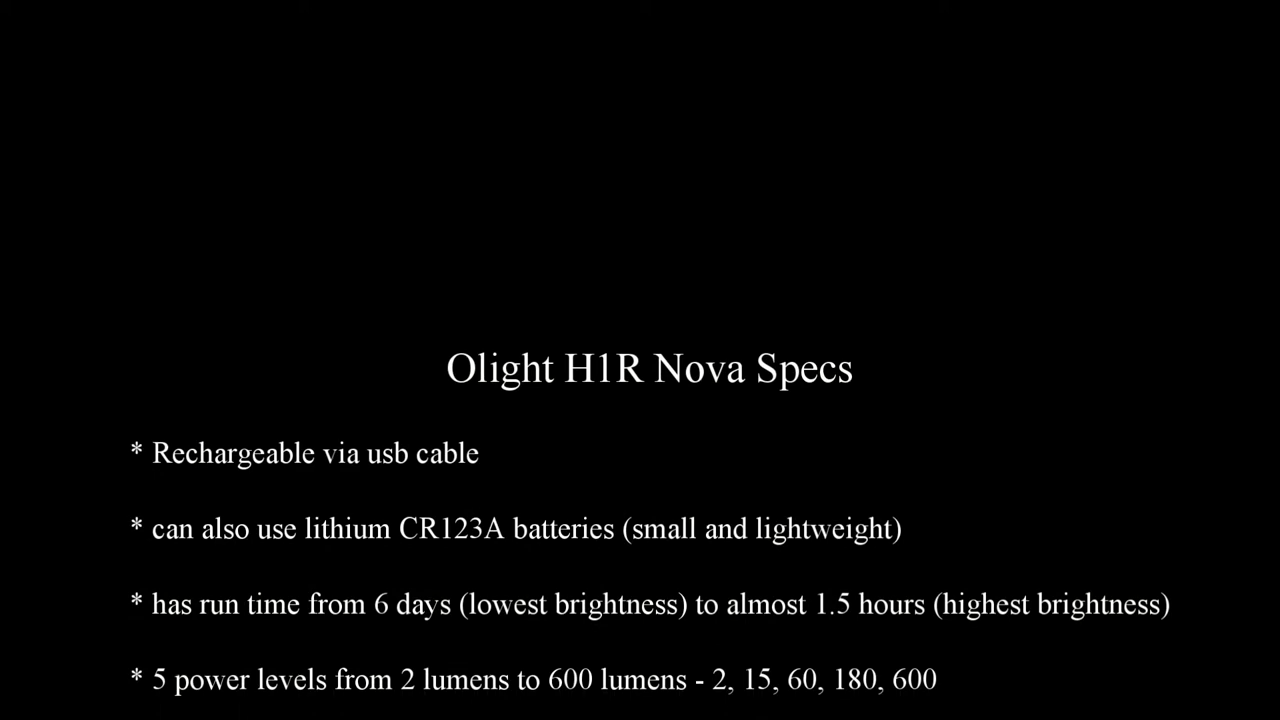 Olight H1R Nova Specs
* Rechargeable via usb cable
* can also use lithium CR123A batteries (small and lightweight)
* has run time from 6 days (lowest brightness) to almost 1.5 hours (highest brightness)
* 5 power levels from 2 lumens to 600 lumens - 2, 15, 60, 180, 600